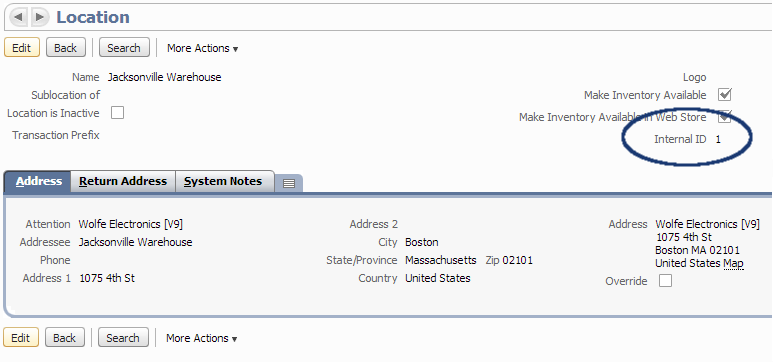 Location
Edit Back Search More Actions
Name Jacksonville Warehouse Logo
Sublocation of Make Inventory Available
Location is Inactive Make Inventory Available in Web Store
Transaction Prefix Internal ID 1
Address Return Address System Notes
Attention Wolfe Electronics [V9] Address 2 Address Wolfe Electronics [V9]
1075 4th St
Addressee Jacksonville Warehouse City Boston Boston MA 02101
Phone State/Province Massachusetts Zip 02101 United States Map
Address 1 1075 4th St Country United States Override
Edit Back Search More Actions